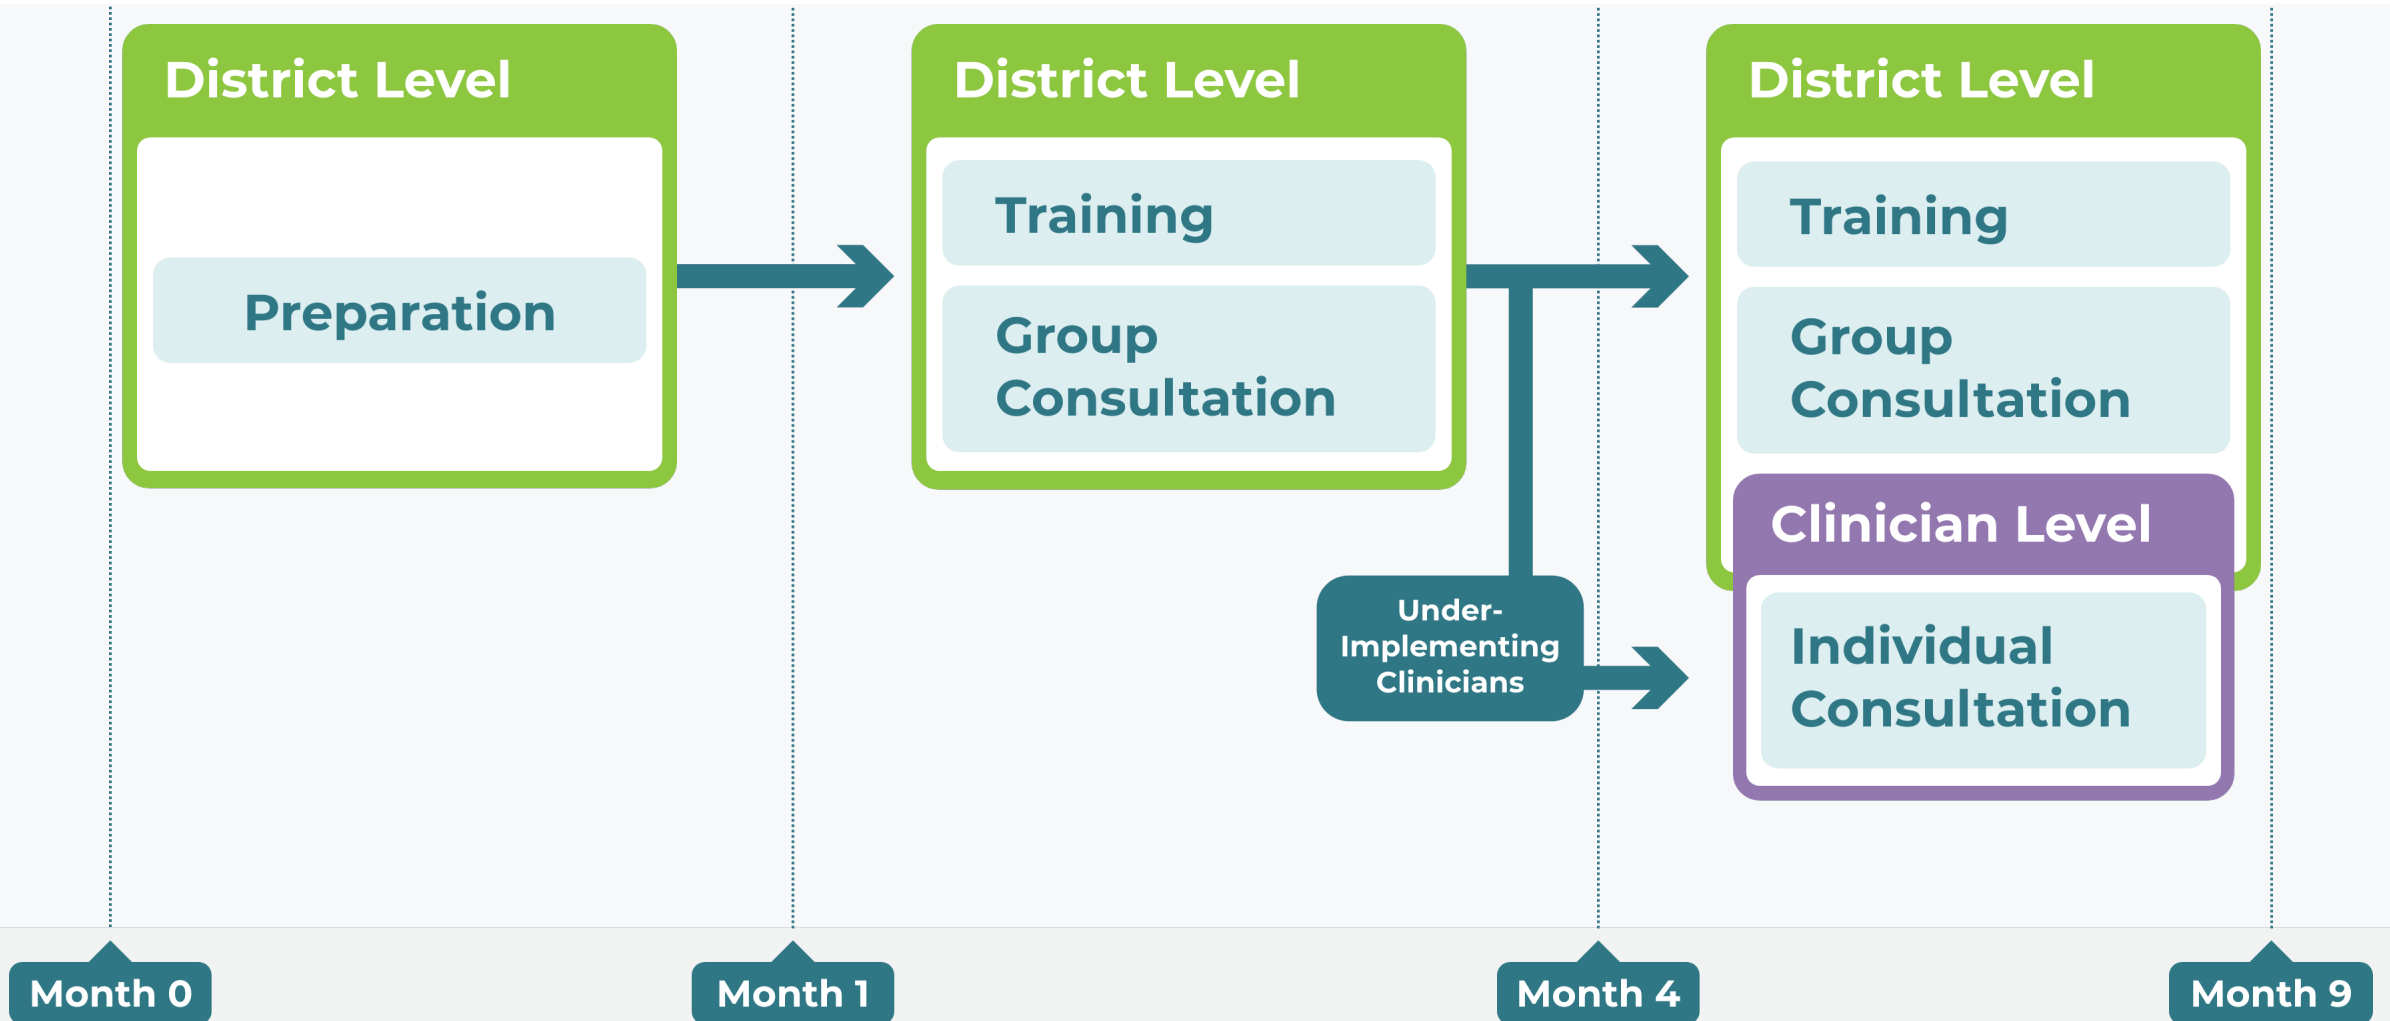 District Level
Preparation
District Level
Training
Group
Consultation
Under-
Implementing
Clinicians
District Level
Training
Group
Consultation
Clinician Level
Individual
Consultation
Month 0
Month 1
Month 4
Month 9